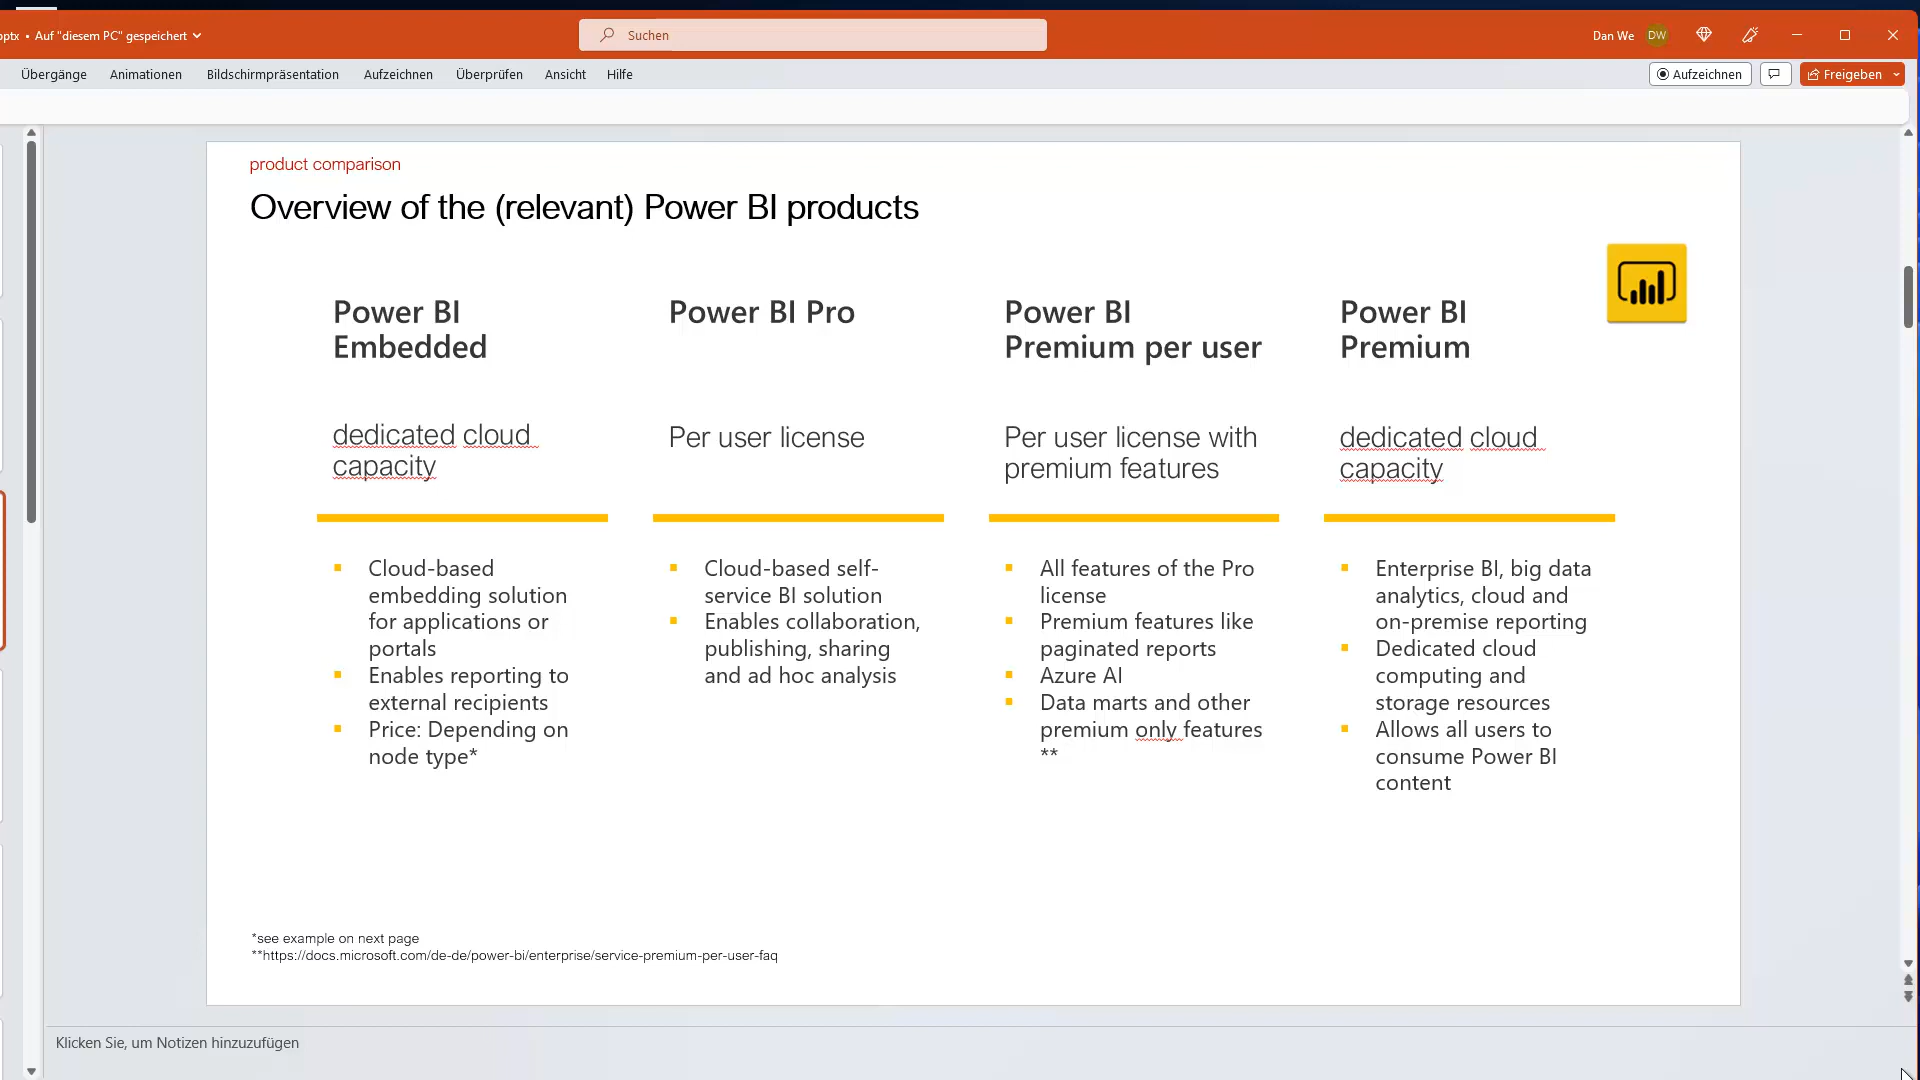 pptx • Auf "diesem PC" gespeichert
Suchen
Dan We
DW
Übergänge
Animationen
Bildschirmpräsentation
Aufzeichnen
Überprüfen
Ansicht
Hilfe
Aufzeichnen
Freigeben
product comparison
Overview of the (relevant) Power BI products
Power BI
Embedded
dedicated cloud
capacity
Cloud-based
embedding solution
for applications or
portals
Enables reporting to
external recipients
Price: Depending on
node type*
Power BI Pro
Per user license
Cloud-based self-
service BI solution
Enables collaboration,
publishing, sharing
and ad hoc analysis
Power BI
Premium per user
Per user license with
premium features
All features of the Pro
license
Premium features like
paginated reports
Azure AI
Data marts and other
premium only features
**
Power BI
Premium
dedicated cloud
capacity
Enterprise BI, big data
analytics, cloud and
on-premise reporting
Dedicated cloud
computing and
storage resources
Allows all users to
consume Power BI
content
*see example on next page
**https://docs.microsoft.com/de-de/power-bi/enterprise/service-premium-per-user-faq
Klicken Sie, um Notizen hinzuzufügen